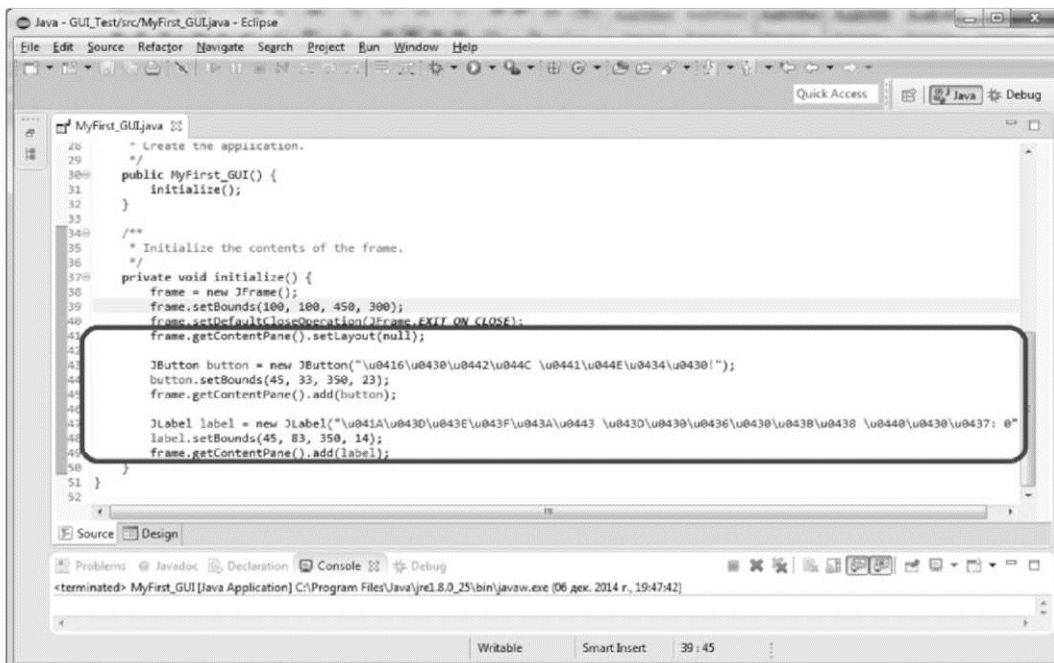 Java - GUI_Test/src/MyFirst_GUI.java - Eclipse
File Edit Source Refactor Navigate Search Project Run Window Help
Quick Access Java Debug
MyFirst_GUI.java
28 * Create the application.
29 */
30 public MyFirst_GUI() {
31 initialize();
32 }
33
34 /**
35 * Initialize the contents of the frame.
36 */
37 private void initialize() {
38 frame = new JFrame();
39 frame.setBounds(100, 100, 450, 300);
40 frame.setDefaultCloseOperation(JFrame.EXIT_ON_CLOSE);
41 frame.getContentPane().setLayout(null);
42
43 JButton button = new JButton("\u0416\u0430\u0442\u044C \u0441\u044E\u0434\u0430!");
44 button.setBounds(45, 33, 350, 23);
45 frame.getContentPane().add(button);
46
47 JLabel label = new JLabel("\u041A\u043D\u043E\u043F\u043A\u0443 \u043D\u0430\u0436\u0430\u043B\u0438 \u0440\u0430\u0437: 0"
48 label.setBounds(45, 83, 350, 14);
49 frame.getContentPane().add(label);
50 }
51 }
52
Source Design
Problems @ Javadoc Declaration Console Debug
<terminated> MyFirst_GUI [Java Application] C:\Program Files\Java\jre1.8.0_25\bin\javaw.exe (06 дек. 2014 г., 19:47:42)
Writable Smart Insert 39 : 45